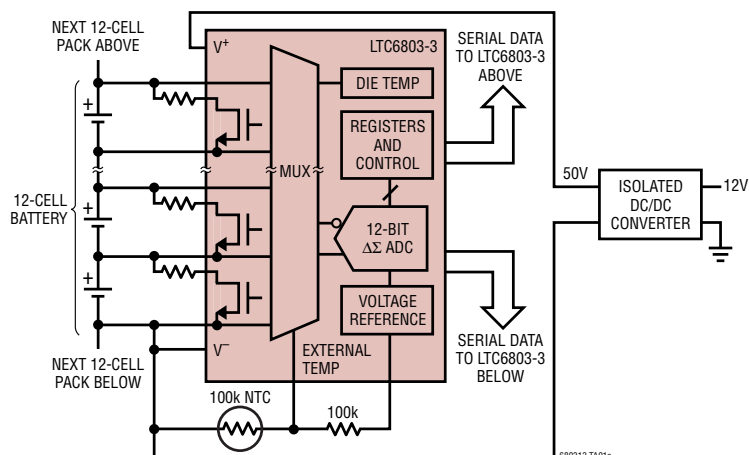 NEXT 12-CELL
PACK ABOVE
V+
LTC6803-3
SERIAL DATA
TO LTC6803-3
ABOVE
DIE TEMP
+
REGISTERS
AND
CONTROL
MUX
50V
ISOLATED
DC/DC
CONVERTER
12V
12-CELL
BATTERY
+
12-BIT
ΔΣ ADC
+
VOLTAGE
REFERENCE
V−
EXTERNAL
TEMP
SERIAL DATA
TO LTC6803-3
BELOW
NEXT 12-CELL
PACK BELOW
100k NTC
100k